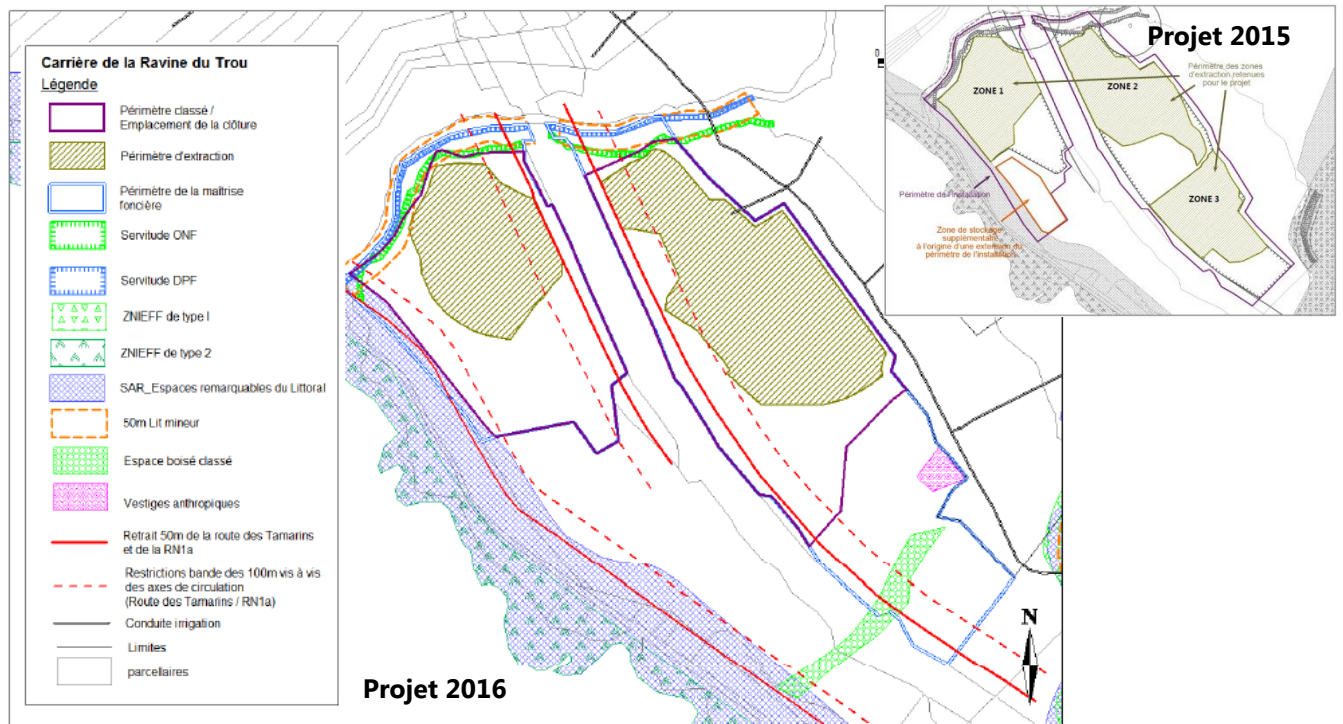 Carrière de la Ravine du Trou
Légende
Périmètre classé /
Emplacement de la clôture
Périmètre d'extraction
Périmètre de la maîtrise
foncière
Servitude ONF
Servitude DPF
ZNIEFF de type I
ZNIEFF de type 2
SAR_Espaces remarquables du Littoral
50m Lit mineur
Espace boisé classé
Vestiges anthropiques
Retrait 50m de la route des Tamarins
et de la RN1a
Restrictions bande des 100m vis à vis
des axes de circulation
(Route des Tamarins / RN1a)
Conduite irrigation
Limites
parcellaires
Projet 2016
N
Projet 2015
Périmètre des zones
d'extraction retenues
pour le projet
ZONE 1
ZONE 2
ZONE 3
Périmètre de l'installation
Zone de stockage
supplémentaire
à l'origine d'une extension du
périmètre de l'installation